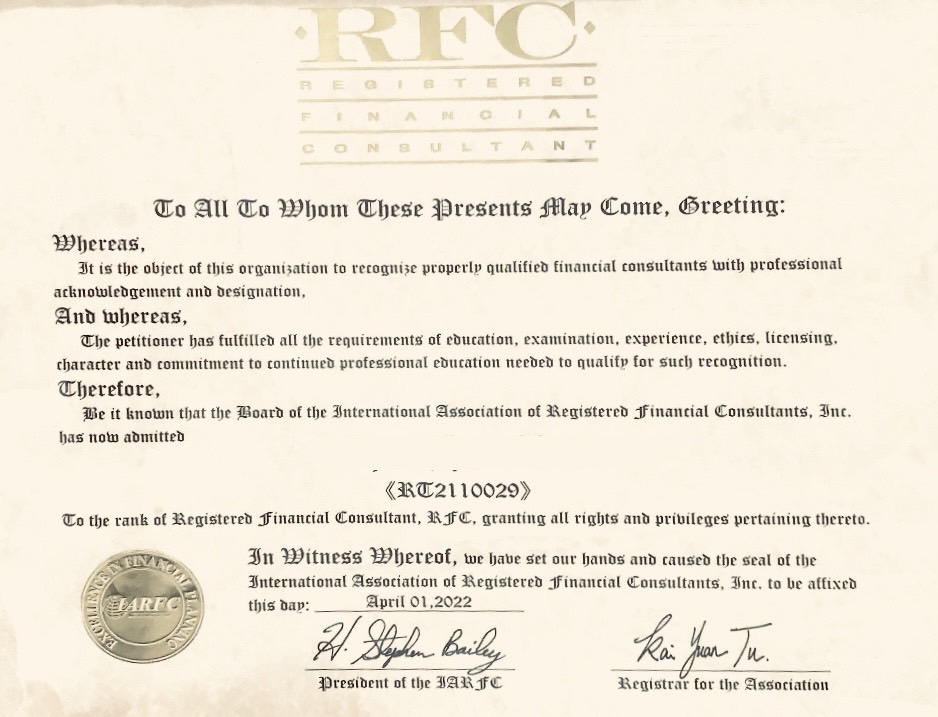 RFC
REGISTERED
FINANCIAL
CONSULTANT
To All To Whom These Presents May Come, Greeting:
Whereas,
It is the object of this organization to recognize properly qualified financial consultants with professional
acknowledgement and designation,
And whereas,
The petitioner has fulfilled all the requirements of education, examination, experience, ethics, licensing,
character and commitment to continued professional education needed to qualify for such recognition.
Therefore,
Be it known that the Board of the International Association of Registered Financial Consultants, Inc.
has now admitted
《RT2110029》
To the rank of Registered Financial Consultant, RFC, granting all rights and privileges pertaining thereto.
In Witness Whereof, we have set our hands and caused the seal of the
International Association of Registered Financial Consultants, Inc. to be affixed
this day: April 01,2022
EXCELLENCE IN FINANCIAL PLANNING
IARFC
H. Stephen Bailey
Kai Yuan Tu.
President of the IARFC
Registrar for the Association